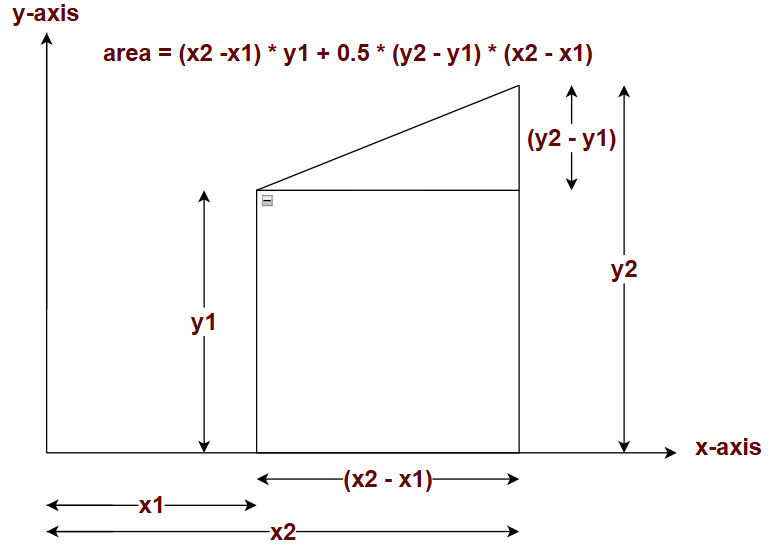 y-axis
area = (x2 -x1) * y1 + 0.5 * (y2 - y1) * (x2 - x1)
(y2 - y1)
y2
y1
x-axis
(x2 - x1)
x1
x2